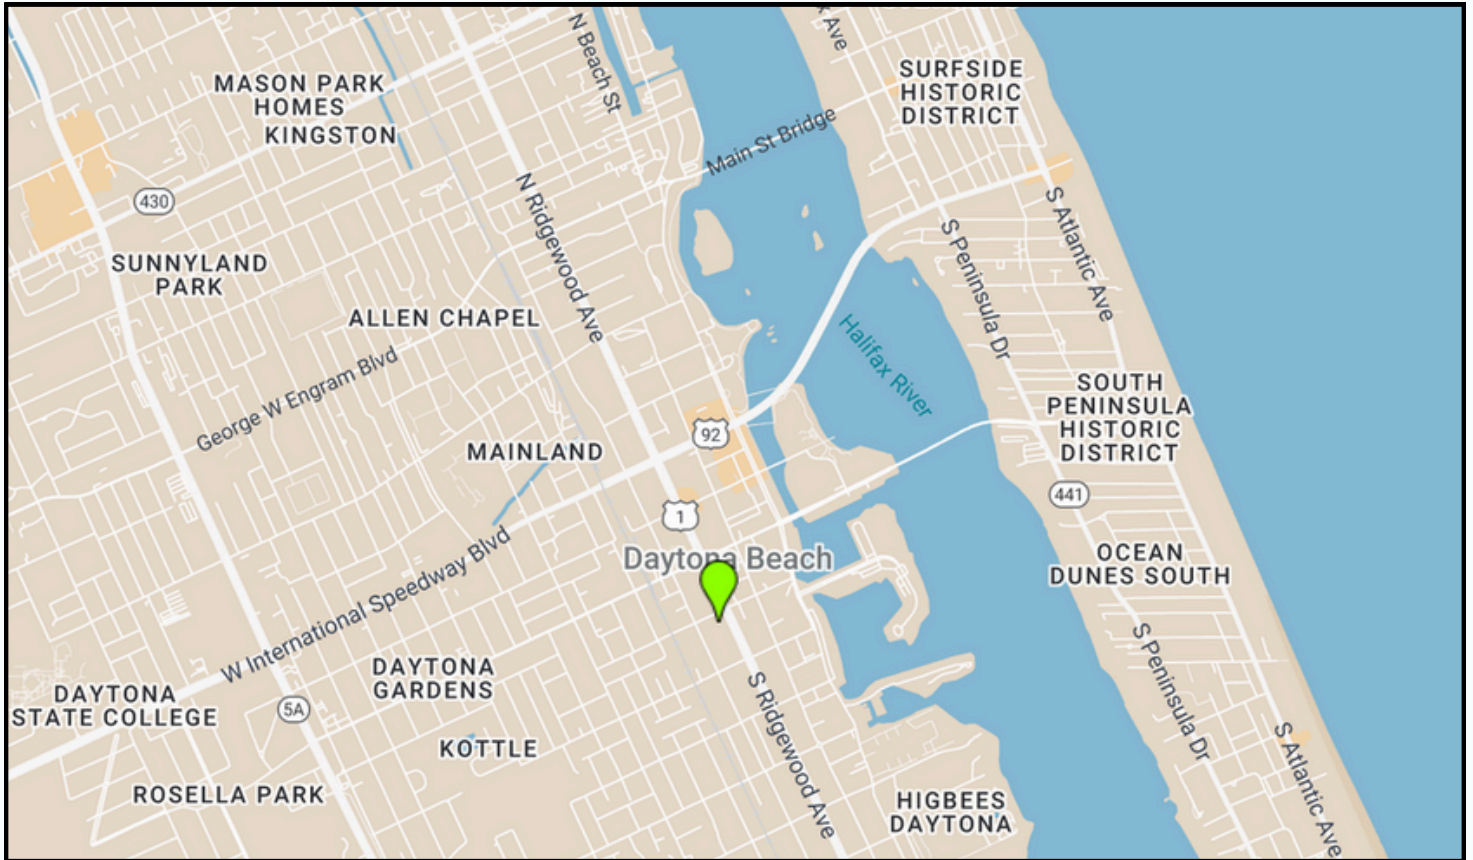 N Beach St
k Ave
SURFSIDE
HISTORIC
DISTRICT
MASON PARK
HOMES
KINGSTON
Main St Bridge
430
N Ridgewood Ave
S Atlantic Ave
S Peninsula Dr
SUNNYLAND
PARK
ALLEN CHAPEL
Halifax River
George W Engram Blvd
SOUTH
PENINSULA
HISTORIC
DISTRICT
92
MAINLAND
441
1
W International Speedway Blvd
Daytona Beach
OCEAN
DUNES SOUTH
DAYTONA
GARDENS
S Peninsula Dr
DAYTONA
STATE COLLEGE
5A
S Ridgewood Ave
KOTTLE
S Atlantic Ave
ROSELLA PARK
HIGBEES
DAYTONA